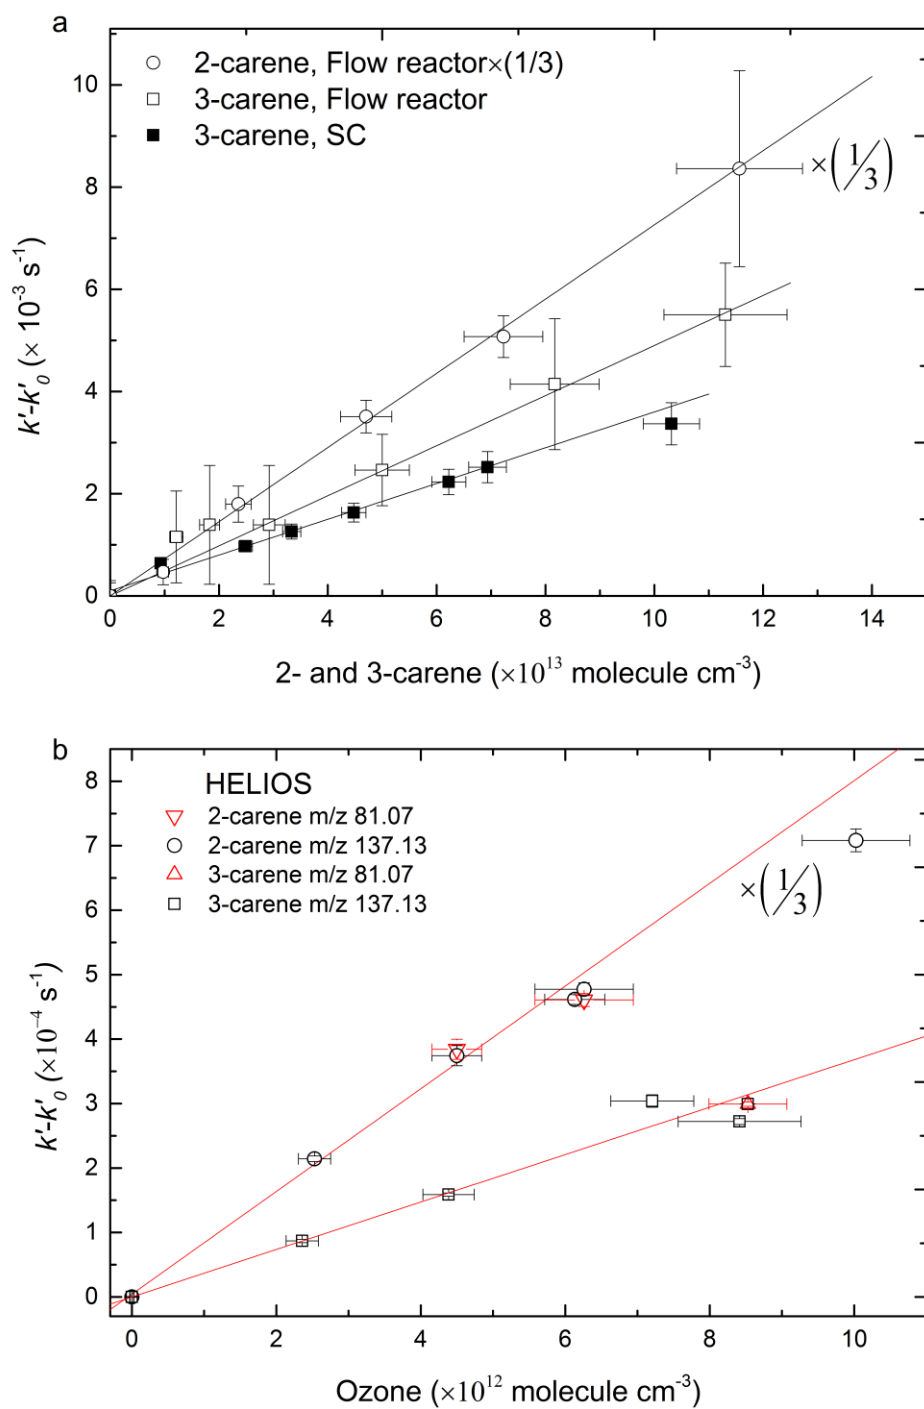 a
2-carene, Flow reactor×(1/3)
3-carene, Flow reactor
3-carene, SC
×(1/3)
k'-k'0 (× 10-3 s-1)
10
8
6
4
2
0
0 2 4 6 8 10 12 14
2- and 3-carene (×10^13 molecule cm-3)
b
HELIOS
2-carene m/z 81.07
2-carene m/z 137.13
3-carene m/z 81.07
3-carene m/z 137.13
×(1/3)
k'-k'0 (×10−4 s-1)
8
7
6
5
4
3
2
1
0
0 2 4 6 8 10
Ozone (×10^12 molecule cm-3)